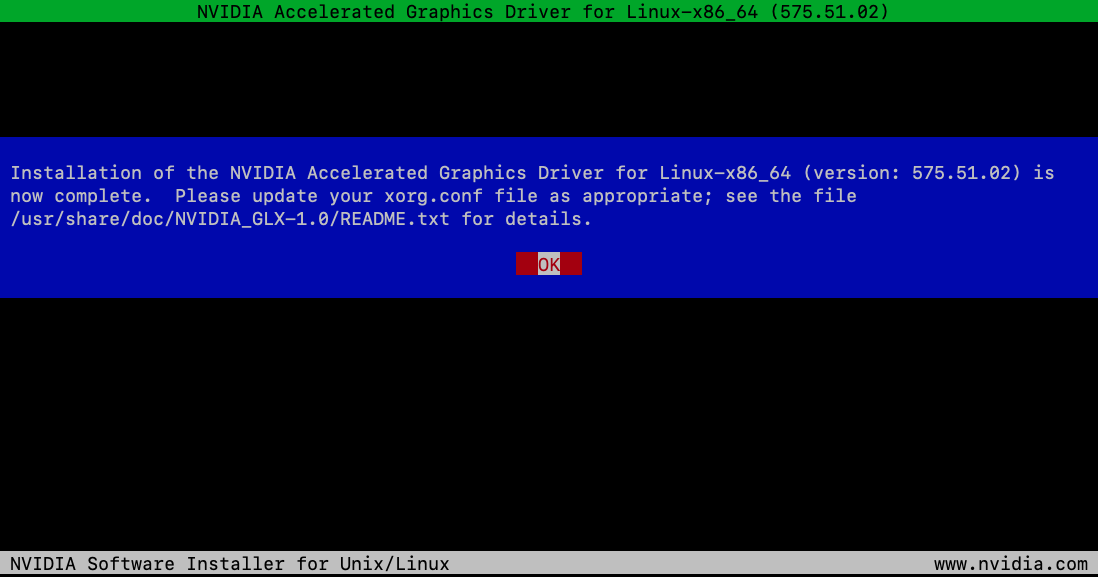 NVIDIA Accelerated Graphics Driver for Linux-x86_64 (575.51.02)
Installation of the NVIDIA Accelerated Graphics Driver for Linux-x86_64 (version: 575.51.02) is
now complete.  Please update your xorg.conf file as appropriate; see the file
/usr/share/doc/NVIDIA_GLX-1.0/README.txt for details.
OK
NVIDIA Software Installer for Unix/Linux
www.nvidia.com